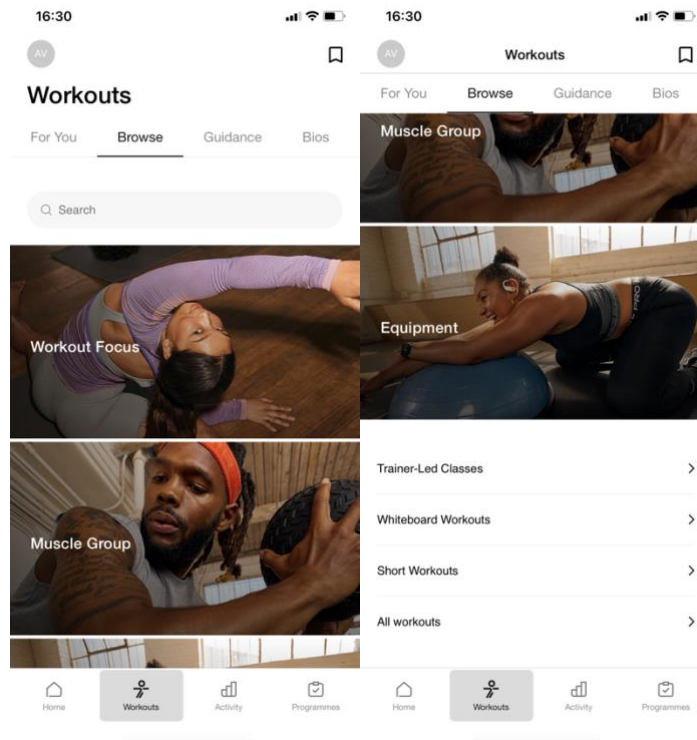 16:30
AV
Workouts
For You Browse Guidance Bios
Search
Workout Focus
Muscle Group
Home Workouts Activity Programmes
16:30
AV Workouts
For You Browse Guidance Bios
Muscle Group
Equipment
Trainer-Led Classes
Whiteboard Workouts
Short Workouts
All workouts
Home Workouts Activity Programmes